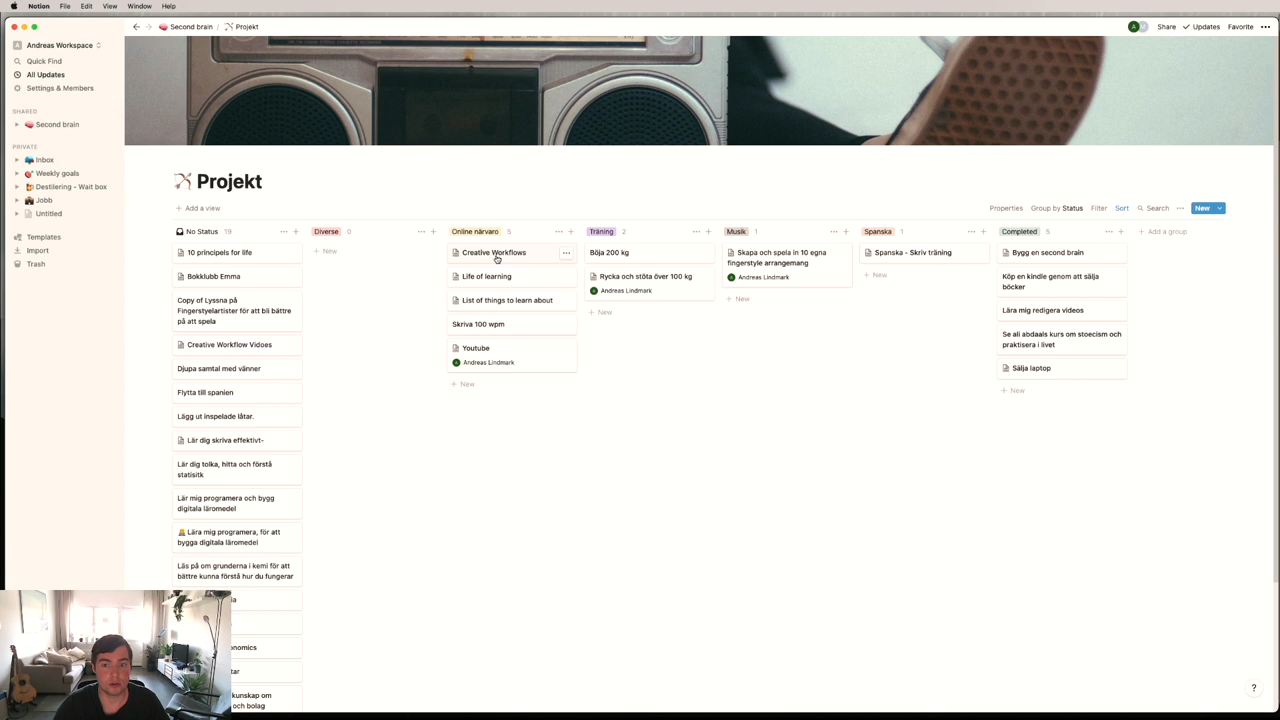 Notion File Edit View Window Help
Second brain / Projekt
A
Share Updates Favorite
A Andreas Workspace
Quick Find
All Updates
Settings & Members
SHARED
Second brain
PRIVATE
Inbox
Weekly goals
Destilering - Wait box
Jobb
Untitled
Templates
Import
Trash
Projekt
+ Add a view
Properties Group by Status Filter Sort Search New
No Status 19
10 principels for life
Bokklubb Emma
Copy of Lyssna på
Fingerstyelartister för att bli bättre
på att spela
Creative Workflow Vidoes
Djupa samtal med vänner
Flytta till spanien
Lägg ut inspelade låtar.
Lär dig skriva effektivt-
Lär dig tolka, hitta och förstå
statisitk
Lär mig programera och bygg
digitala läromedel
Lära mig programera, för att
bygga digitala läromedel
Läs på om grunderna i kemi för att
bättre kunna förstå hur du fungerar
kunskap om
och bolag
Diverse 0
+ New
Online närvaro 5
Creative Workflows
Life of learning
List of things to learn about
Skriva 100 wpm
Youtube
Andreas Lindmark
+ New
Träning 2
Böja 200 kg
Rycka och stöta över 100 kg
Andreas Lindmark
+ New
Musik 1
Skapa och spela in 10 egna
fingerstyle arrangemang
Andreas Lindmark
+ New
Spanska 1
Spanska - Skriv träning
+ New
Completed 5
Bygg en second brain
Köp en kindle genom att sälja
böcker
Lära mig redigera videos
Se ali abdaals kurs om stoecism och
praktisera i livet
Sälja laptop
+ New
+ Add a group
?